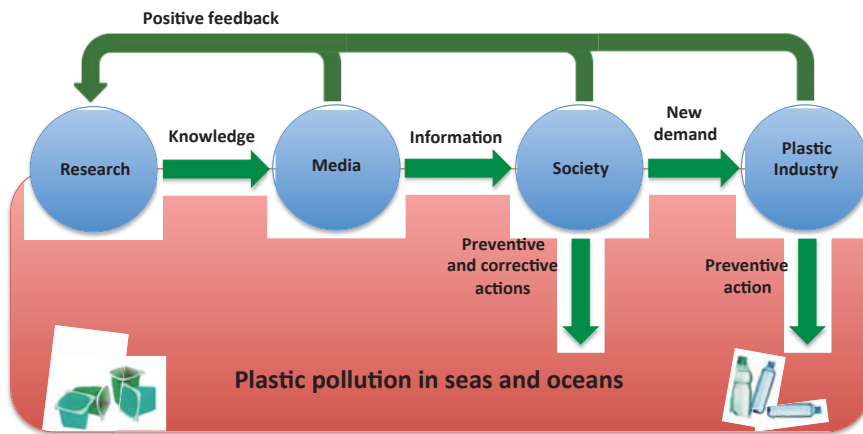 Positive feedback
Research
Knowledge
Media
Information
Society
New
demand
Plastic
Industry
Preventive
and corrective
actions
Preventive
action
Plastic pollution in seas and oceans